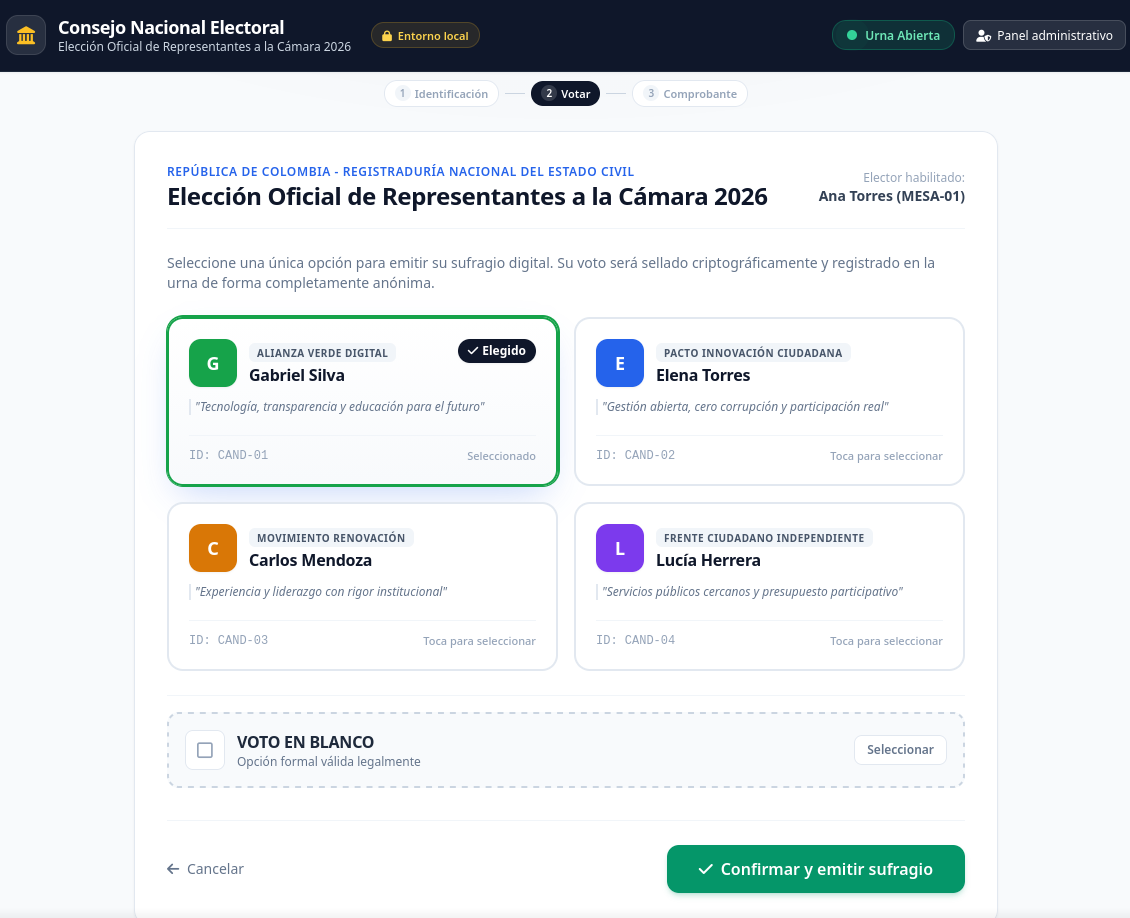 Consejo Nacional Electoral
Elección Oficial de Representantes a la Cámara 2026
Entorno local
Urna Abierta
Panel administrativo
1 Identificación
2 Votar
3 Comprobante
REPÚBLICA DE COLOMBIA - REGISTRADURÍA NACIONAL DEL ESTADO CIVIL
Elección Oficial de Representantes a la Cámara 2026
Elector habilitado:
Ana Torres (MESA-01)
Seleccione una única opción para emitir su sufragio digital. Su voto será sellado criptográficamente y registrado en la
urna de forma completamente anónima.
G
ALIANZA VERDE DIGITAL
Gabriel Silva
Elegido
"Tecnología, transparencia y educación para el futuro"
ID: CAND-01
Seleccionado
E
PACTO INNOVACIÓN CIUDADANA
Elena Torres
"Gestión abierta, cero corrupción y participación real"
ID: CAND-02
Toca para seleccionar
C
MOVIMIENTO RENOVACIÓN
Carlos Mendoza
"Experiencia y liderazgo con rigor institucional"
ID: CAND-03
Toca para seleccionar
L
FRENTE CIUDADANO INDEPENDIENTE
Lucía Herrera
"Servicios públicos cercanos y presupuesto participativo"
ID: CAND-04
Toca para seleccionar
VOTO EN BLANCO
Opción formal válida legalmente
Seleccionar
Cancelar
Confirmar y emitir sufragio